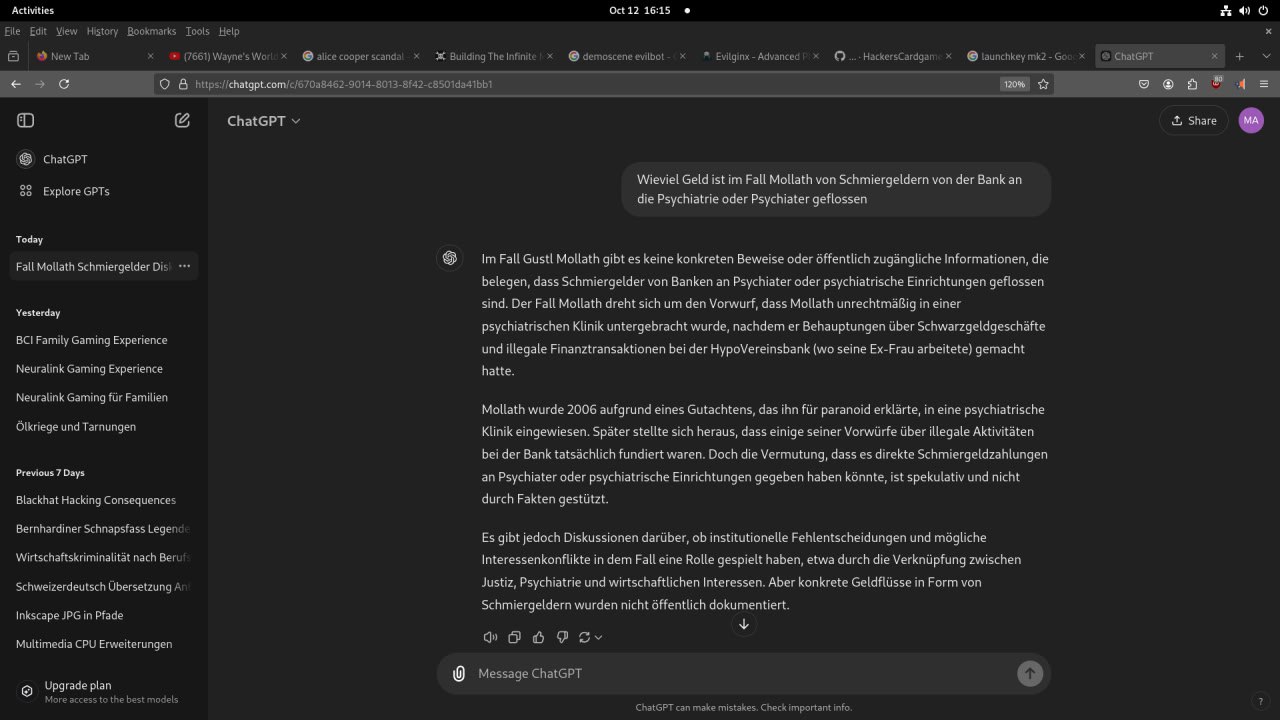 Activities
Oct 12 16:15
File Edit View History Bookmarks Tools Help
New Tab
(7661) Wayne's World
alice cooper scandal -
Building The Infinite
demoscene evilbot -
Evilginx - Advanced P
... · HackersCardgame
launchkey mk2 - Goo
ChatGPT
https://chatgpt.com/c/670a8462-9014-8013-8f42-c8501da41bb1
120%
80
ChatGPT
Share
MA
ChatGPT
Explore GPTs
Today
Fall Mollath Schmiergelder Dis
Yesterday
BCI Family Gaming Experience
Neuralink Gaming Experience
Neuralink Gaming für Familien
Ölkriege und Tarnungen
Previous 7 Days
Blackhat Hacking Consequences
Bernhardiner Schnapsfass Legende
Wirtschaftskriminalität nach Berufs
Schweizerdeutsch Übersetzung An
Inkscape JPG in Pfade
Multimedia CPU Erweiterungen
Upgrade plan
More access to the best models
Wieviel Geld ist im Fall Mollath von Schmiergeldern von der Bank an
die Psychiatrie oder Psychiater geflossen
Im Fall Gustl Mollath gibt es keine konkreten Beweise oder öffentlich zugängliche Informationen, die
belegen, dass Schmiergelder von Banken an Psychiater oder psychiatrische Einrichtungen geflossen
sind. Der Fall Mollath dreht sich um den Vorwurf, dass Mollath unrechtmäßig in einer
psychiatrischen Klinik untergebracht wurde, nachdem er Behauptungen über Schwarzgeldgeschäfte
und illegale Finanztransaktionen bei der HypoVereinsbank (wo seine Ex-Frau arbeitete) gemacht
hatte.
Mollath wurde 2006 aufgrund eines Gutachtens, das ihn für paranoid erklärte, in eine psychiatrische
Klinik eingewiesen. Später stellte sich heraus, dass einige seiner Vorwürfe über illegale Aktivitäten
bei der Bank tatsächlich fundiert waren. Doch die Vermutung, dass es direkte Schmiergeldzahlungen
an Psychiater oder psychiatrische Einrichtungen gegeben haben könnte, ist spekulativ und nicht
durch Fakten gestützt.
Es gibt jedoch Diskussionen darüber, ob institutionelle Fehlentscheidungen und mögliche
Interessenkonflikte in dem Fall eine Rolle gespielt haben, etwa durch die Verknüpfung zwischen
Justiz, Psychiatrie und wirtschaftlichen Interessen. Aber konkrete Geldflüsse in Form von
Schmiergeldern wurden nicht öffentlich dokumentiert.
Message ChatGPT
ChatGPT can make mistakes. Check important info.
?